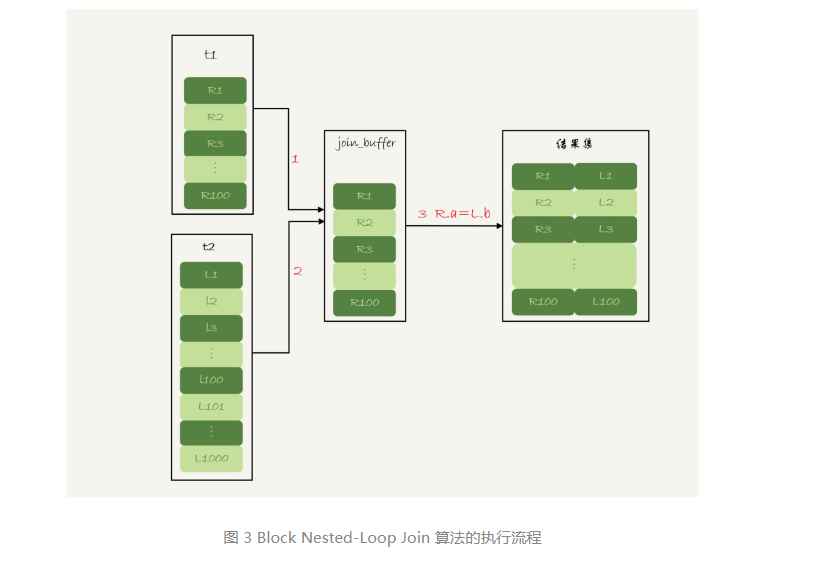 t1
R1
R2
R3
⋮
R100
1
t2
L1
l2
l3
⋮
l100
L101
⋮
L1000
2
join_buffer
R1
R2
R3
⋮
R100
3 R.a=L.b
结果集
R1 L1
R2 L2
R3 L3
⋮
R100 L100
图 3 Block Nested-Loop Join 算法的执行流程